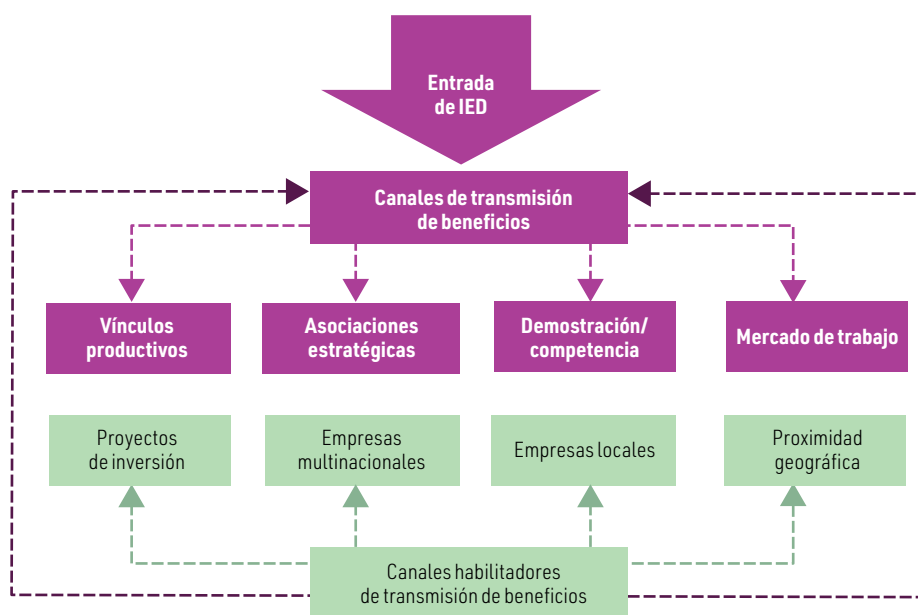 Entrada
de IED
Canales de transmisión
de beneficios
Vínculos
productivos
Asociaciones
estratégicas
Demostración/
competencia
Mercado de trabajo
Proyectos
de inversión
Empresas
multinacionales
Empresas locales
Proximidad
geográfica
Canales habilitadores
de transmisión de beneficios